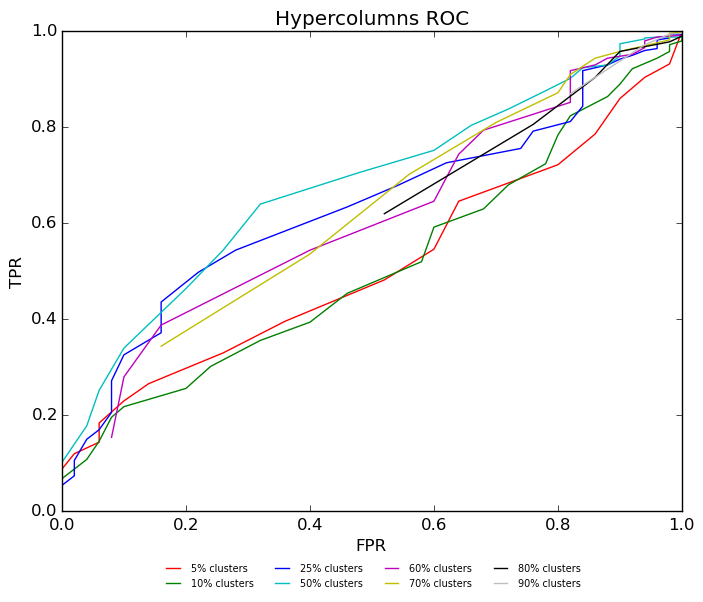 Hypercolumns ROC
1.0
0.8
0.6
0.4
0.2
0.0
TPR
0.0 0.2 0.4 0.6 0.8 1.0
FPR
5% clusters 25% clusters 60% clusters 80% clusters
10% clusters 50% clusters 70% clusters 90% clusters